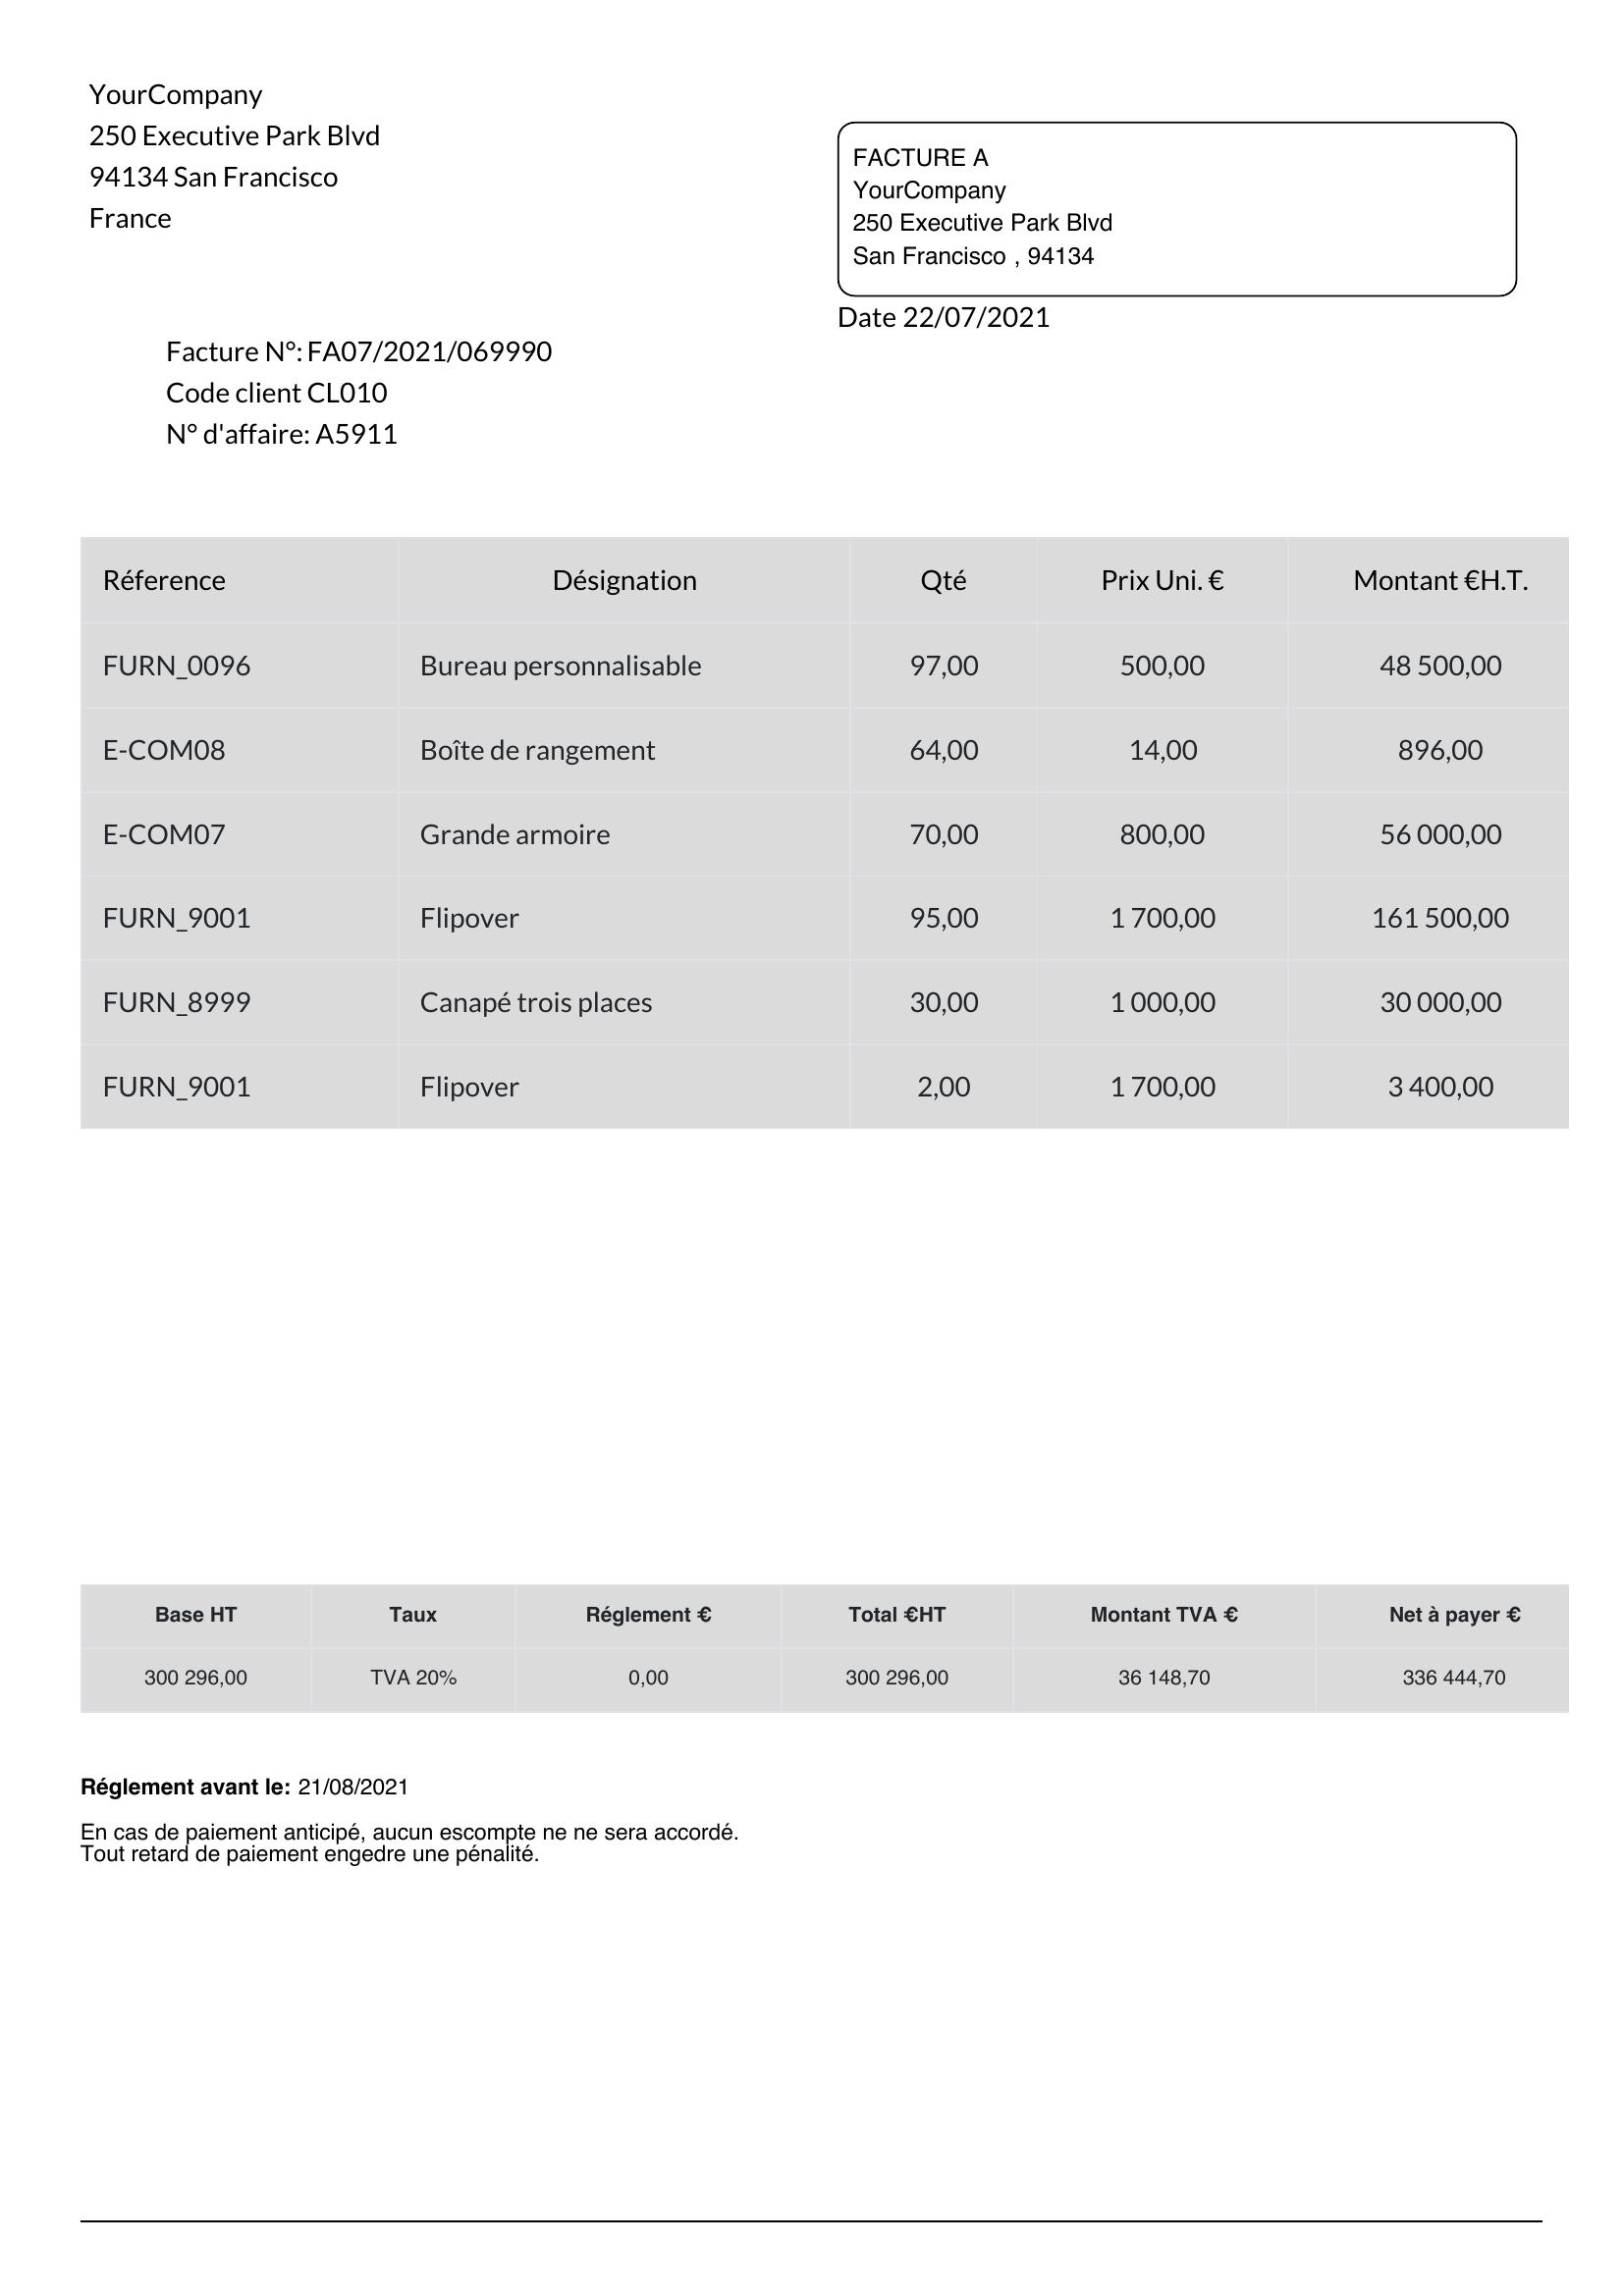 YourCompany
250 Executive Park Blvd
94134 San Francisco
France
FACTURE A
YourCompany
250 Executive Park Blvd
San Francisco , 94134
Date 22/07/2021
Facture N°: FA07/2021/069990
Code client CL010
N° d'affaire: A5911
Réference Désignation Qté Prix Uni. € Montant €H.T.
FURN_0096 Bureau personnalisable 97,00 500,00 48 500,00
E-COM08 Boîte de rangement 64,00 14,00 896,00
E-COM07 Grande armoire 70,00 800,00 56 000,00
FURN_9001 Flipover 95,00 1 700,00 161 500,00
FURN_8999 Canapé trois places 30,00 1 000,00 30 000,00
FURN_9001 Flipover 2,00 1 700,00 3 400,00
Base HT Taux Réglement € Total €HT Montant TVA € Net à payer €
300 296,00 TVA 20% 0,00 300 296,00 36 148,70 336 444,70
Réglement avant le: 21/08/2021
En cas de paiement anticipé, aucun escompte ne ne sera accordé.
Tout retard de paiement engedre une pénalité.